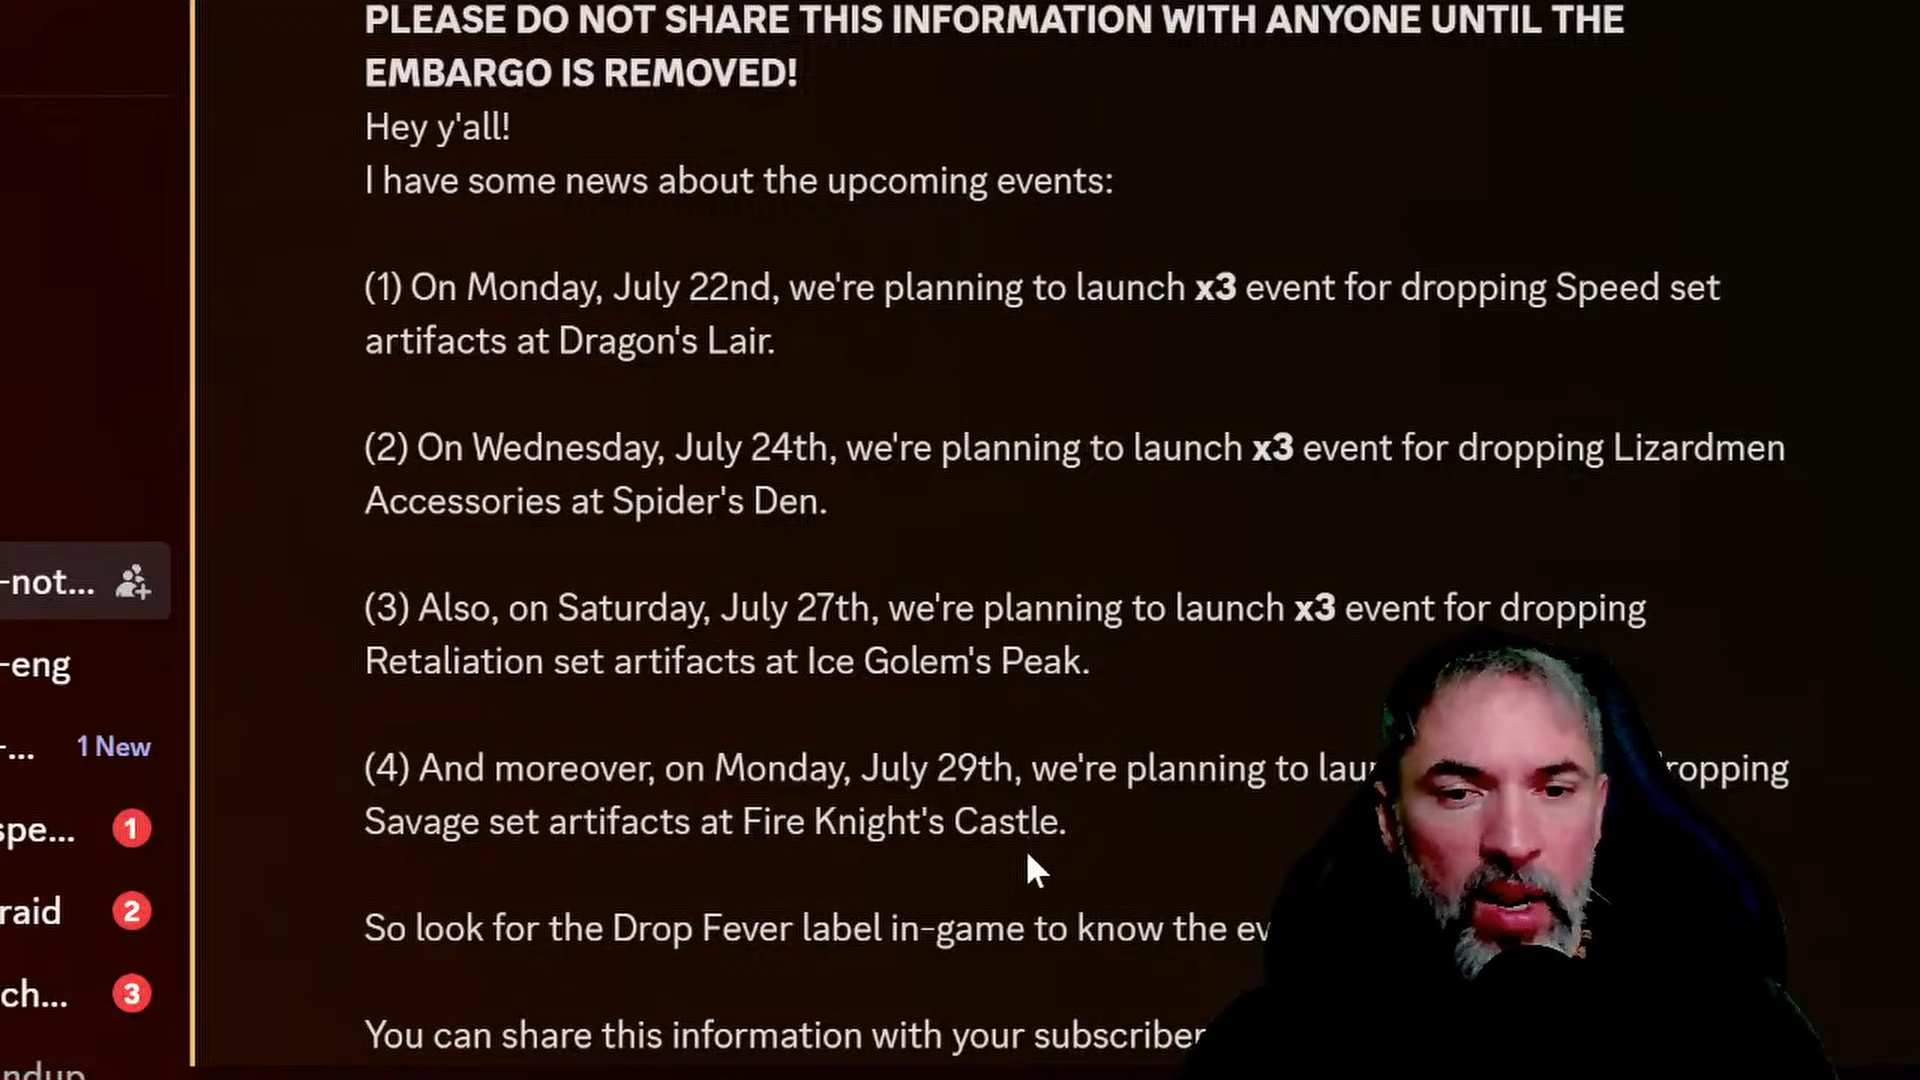 PLEASE DO NOT SHARE THIS INFORMATION WITH ANYONE UNTIL THE
EMBARGO IS REMOVED!
Hey y'all!
I have some news about the upcoming events:
(1) On Monday, July 22nd, we're planning to launch x3 event for dropping Speed set
artifacts at Dragon's Lair.
(2) On Wednesday, July 24th, we're planning to launch x3 event for dropping Lizardmen
Accessories at Spider's Den.
(3) Also, on Saturday, July 27th, we're planning to launch x3 event for dropping
Retaliation set artifacts at Ice Golem's Peak.
(4) And moreover, on Monday, July 29th, we're planning to lau ropping
Savage set artifacts at Fire Knight's Castle.
So look for the Drop Fever label in-game to know the ev
You can share this information with your subscriber
-not...
-eng
-... 1 New
spe... 1
raid 2
ch... 3
ndup